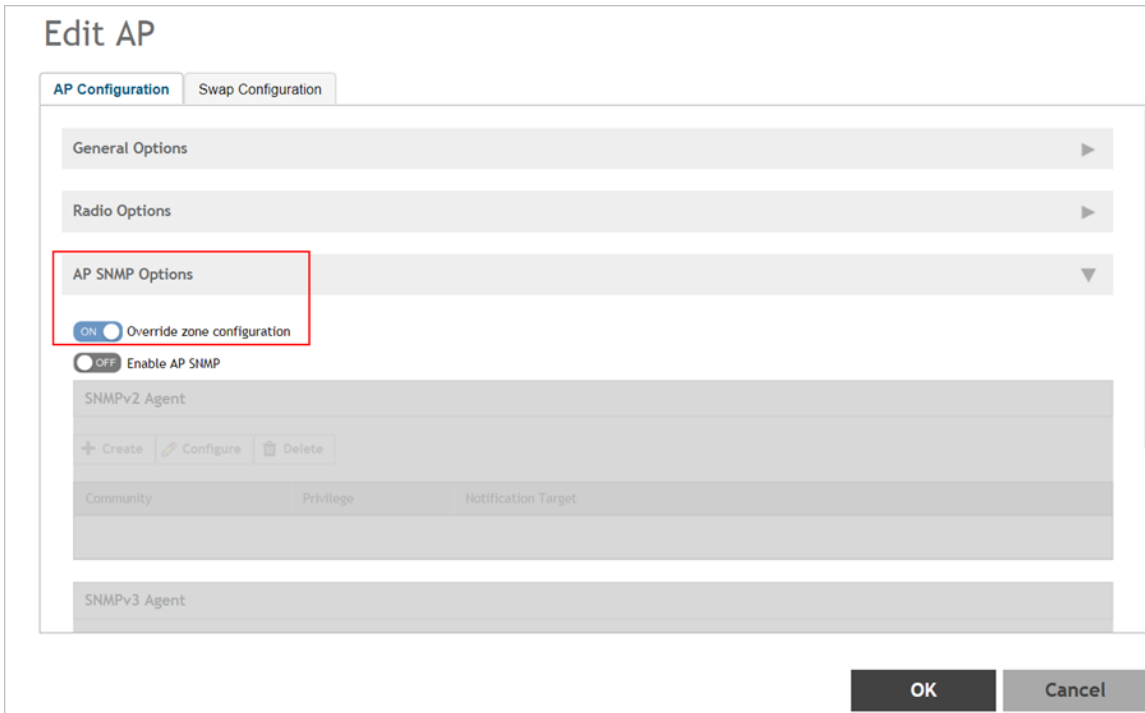 Edit AP
AP Configuration Swap Configuration
General Options
Radio Options
AP SNMP Options
ON Override zone configuration
OFF Enable AP SNMP
SNMPv2 Agent
Create Configure Delete
Community Privilege Notification Target
SNMPv3 Agent
OK Cancel